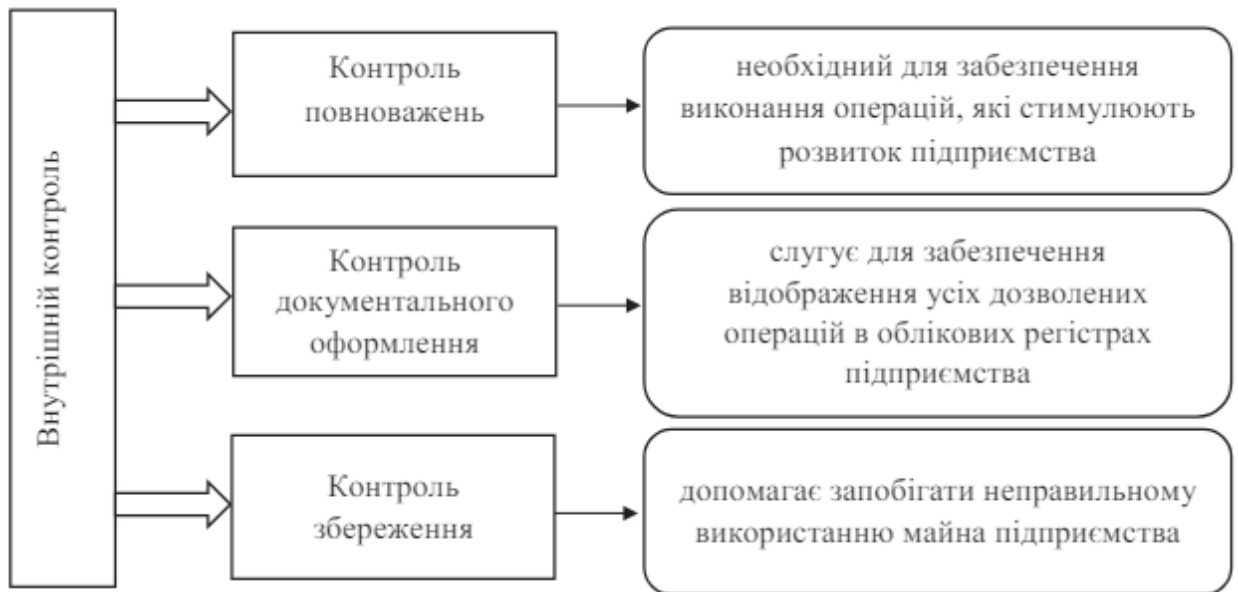 Внутрішній контроль
Контроль
повноважень
необхідний для забезпечення
виконання операцій, які стимулюють
розвиток підприємства
Контроль
документального
оформлення
слугує для забезпечення
відображення усіх дозволених
операцій в облікових регістрах
підприємства
Контроль
збереження
допомагає запобігати неправильному
використанню майна підприємства